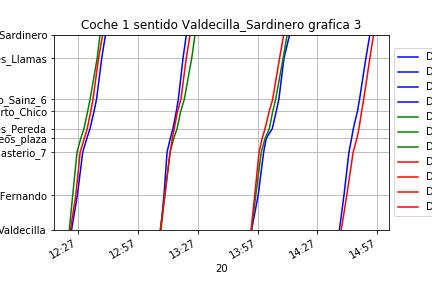 Coche 1 sentido Valdecilla_Sardinero grafica 3
Sardinero
es_Llamas
o_Sainz_6
rto_Chico
es_Pereda
eos_plaza
asterio_7
Fernando
Valdecilla
12:27
12:57
13:27
13:57
14:27
14:57
20
D
D
D
D
D
D
D
D
D
D